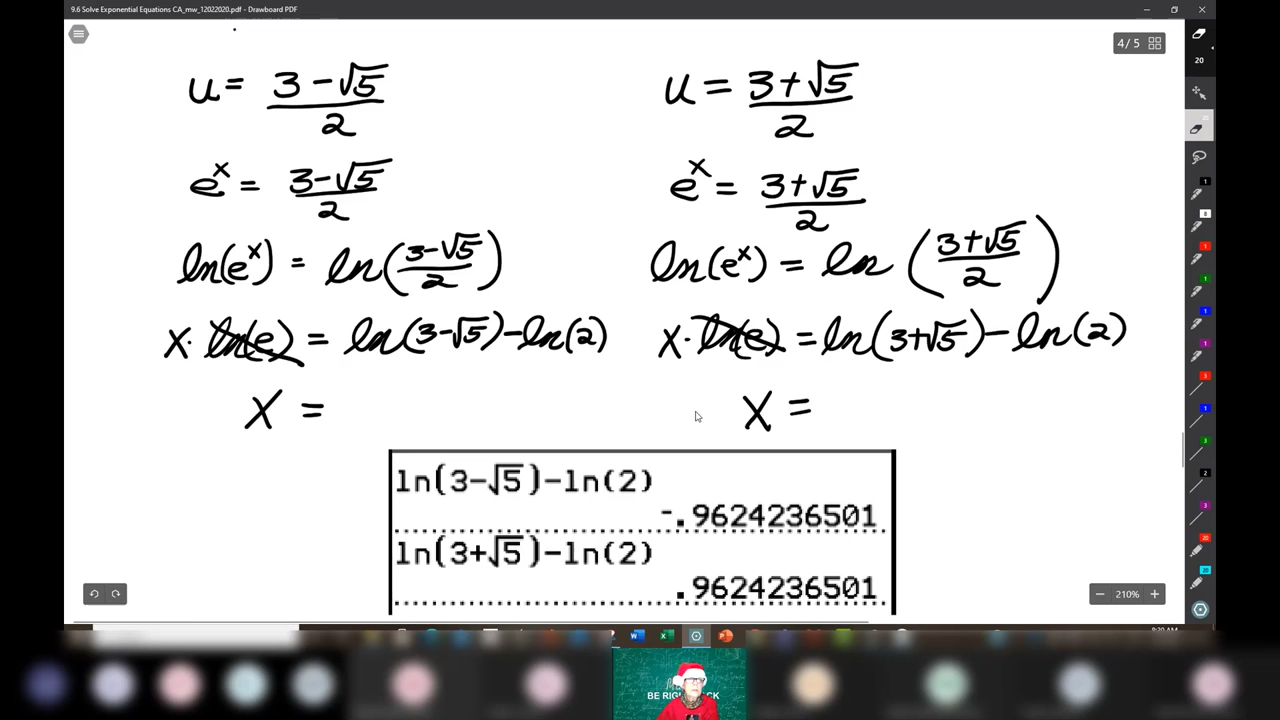 9.6 Solve Exponential Equations CA_mw_12022020.pdf - Drawboard PDF
4 / 5
20
u = (3-√5)/2
u = (3+√5)/2
e^x = (3-√5)/2
e^x = (3+√5)/2
ln(e^x) = ln((3-√5)/2)
ln(e^x) = ln((3+√5)/2)
x · ln(e) = ln(3-√5)-ln(2)
x · ln(e) = ln(3+√5)-ln(2)
X =
X =
ln(3-√5)-ln(2)
-.9624236501
ln(3+√5)-ln(2)
.9624236501
210%
BE RIGHT